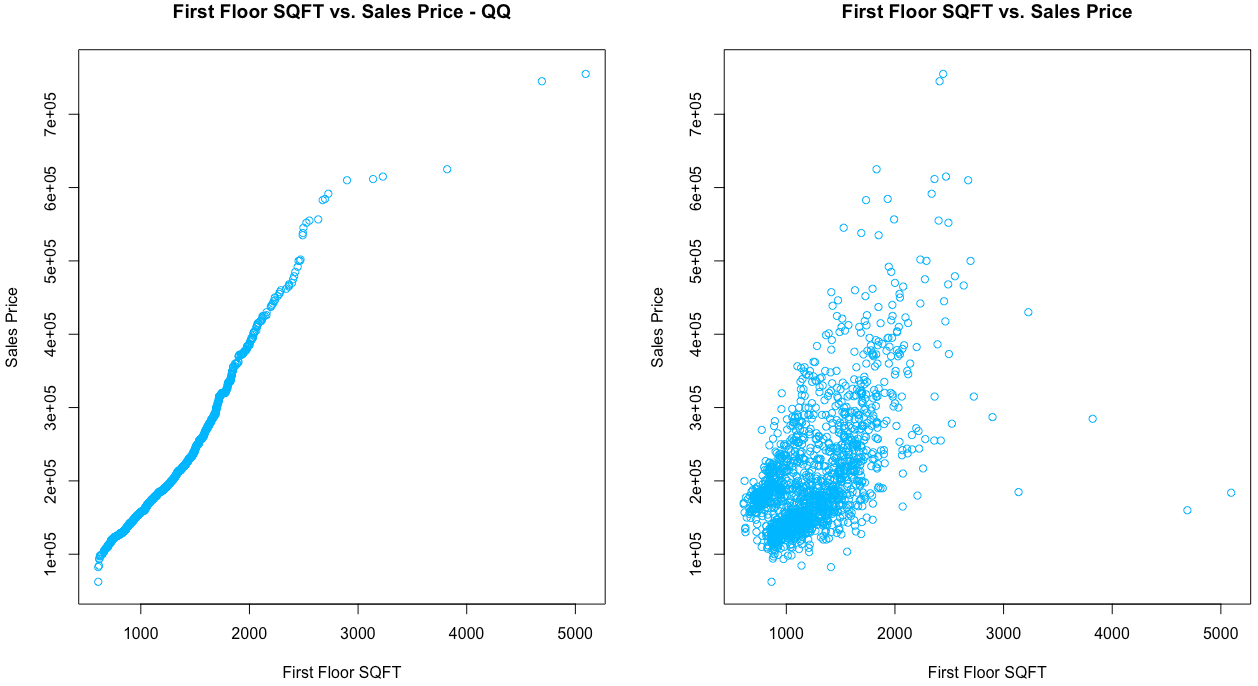 First Floor SQFT vs. Sales Price - QQ
Sales Price
7e+05
6e+05
5e+05
4e+05
3e+05
2e+05
1e+05
1000 2000 3000 4000 5000
First Floor SQFT
First Floor SQFT vs. Sales Price
Sales Price
7e+05
6e+05
5e+05
4e+05
3e+05
2e+05
1e+05
1000 2000 3000 4000 5000
First Floor SQFT